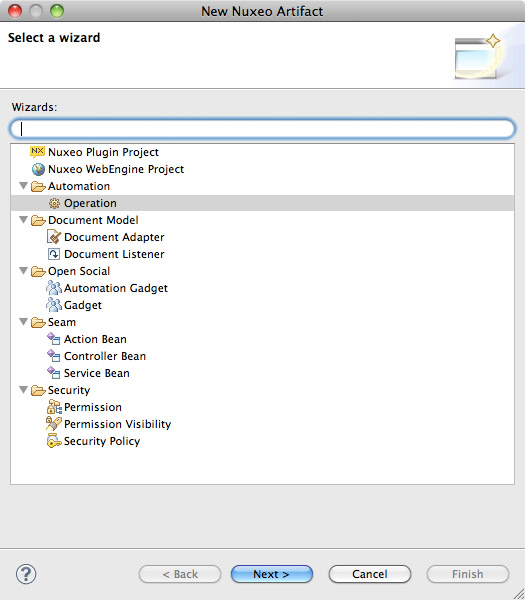 New Nuxeo Artifact
Select a wizard
Wizards:
NX Nuxeo Plugin Project
Nuxeo WebEngine Project
Automation
Operation
Document Model
Document Adapter
Document Listener
Open Social
Automation Gadget
Gadget
Seam
Action Bean
Controller Bean
Service Bean
Security
Permission
Permission Visibility
Security Policy
? < Back Next > Cancel Finish